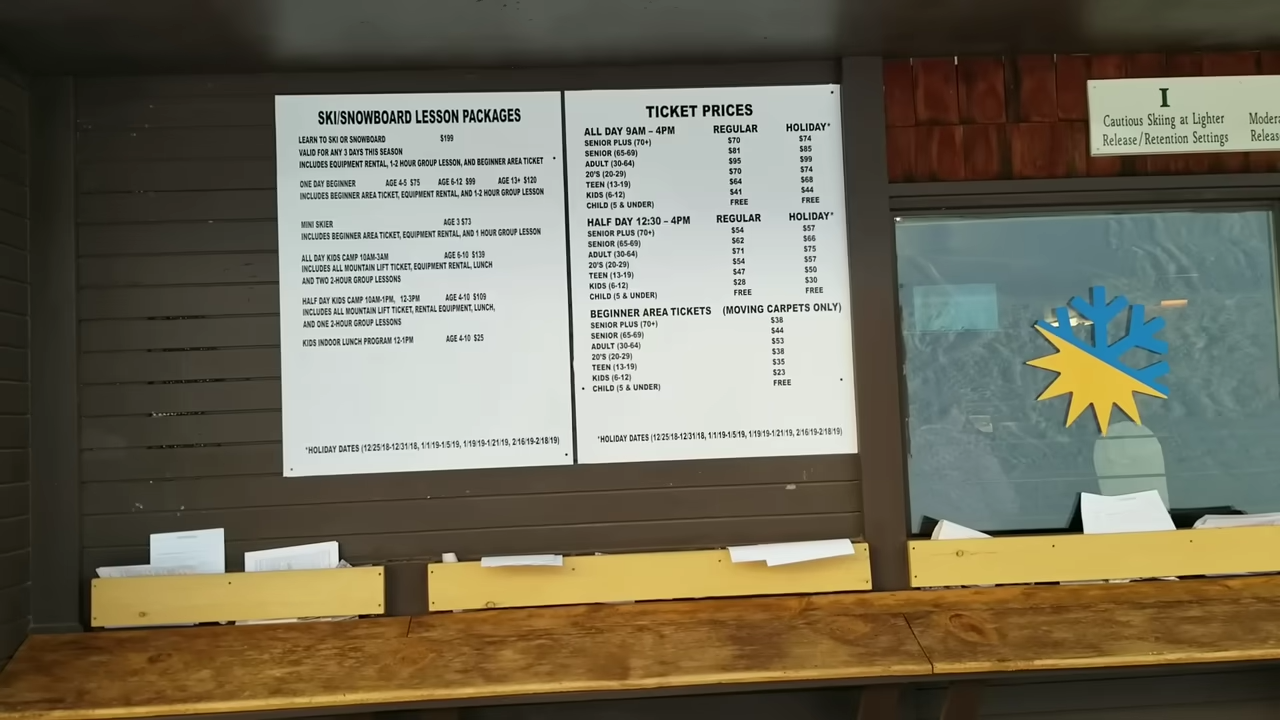 SKI/SNOWBOARD LESSON PACKAGES
LEARN TO SKI OR SNOWBOARD $199
VALID FOR ANY 3 DAYS THIS SEASON
INCLUDES EQUIPMENT RENTAL, 1-2 HOUR GROUP LESSON, AND BEGINNER AREA TICKET
ONE DAY BEGINNER AGE 4-5 $75 AGE 6-12 $99 AGE 13+ $120
INCLUDES BEGINNER AREA TICKET, EQUIPMENT RENTAL, AND 1-2 HOUR GROUP LESSON
MINI SKIER AGE 3 $73
INCLUDES BEGINNER AREA TICKET, EQUIPMENT RENTAL, AND 1 HOUR GROUP LESSON
ALL DAY KIDS CAMP 10AM-3AM AGE 6-10 $139
INCLUDES ALL MOUNTAIN LIFT TICKET, EQUIPMENT RENTAL, LUNCH
AND TWO 2-HOUR GROUP LESSONS
HALF DAY KIDS CAMP 10AM-1PM, 12-3PM AGE 4-10 $109
INCLUDES ALL MOUNTAIN LIFT TICKET, RENTAL EQUIPMENT, LUNCH,
AND ONE 2-HOUR GROUP LESSONS
KIDS INDOOR LUNCH PROGRAM 12-1PM AGE 4-10 $25
*HOLIDAY DATES (12/25/18-12/31/18, 1/1/19-1/5/19, 1/19/19-1/21/19, 2/16/19-2/18/19)
TICKET PRICES
ALL DAY 9AM – 4PM REGULAR HOLIDAY*
SENIOR PLUS (70+) $70 $74
SENIOR (65-69) $81 $85
ADULT (30-64) $95 $99
20'S (20-29) $70 $74
TEEN (13-19) $64 $68
KIDS (6-12) $41 $44
CHILD (5 & UNDER) FREE FREE
HALF DAY 12:30 – 4PM REGULAR HOLIDAY*
SENIOR PLUS (70+) $54 $57
SENIOR (65-69) $62 $66
ADULT (30-64) $71 $75
20'S (20-29) $54 $57
TEEN (13-19) $47 $50
KIDS (6-12) $28 $30
CHILD (5 & UNDER) FREE FREE
BEGINNER AREA TICKETS (MOVING CARPETS ONLY)
SENIOR PLUS (70+) $38
SENIOR (65-69) $44
ADULT (30-64) $53
20'S (20-29) $38
TEEN (13-19) $35
KIDS (6-12) $23
CHILD (5 & UNDER) FREE
*HOLIDAY DATES (12/25/18-12/31/18, 1/1/19-1/5/19, 1/19/19-1/21/19, 2/16/19-2/18/19)
I
Cautious Skiing at Lighter
Release/Retention Settings
Modera
Releas